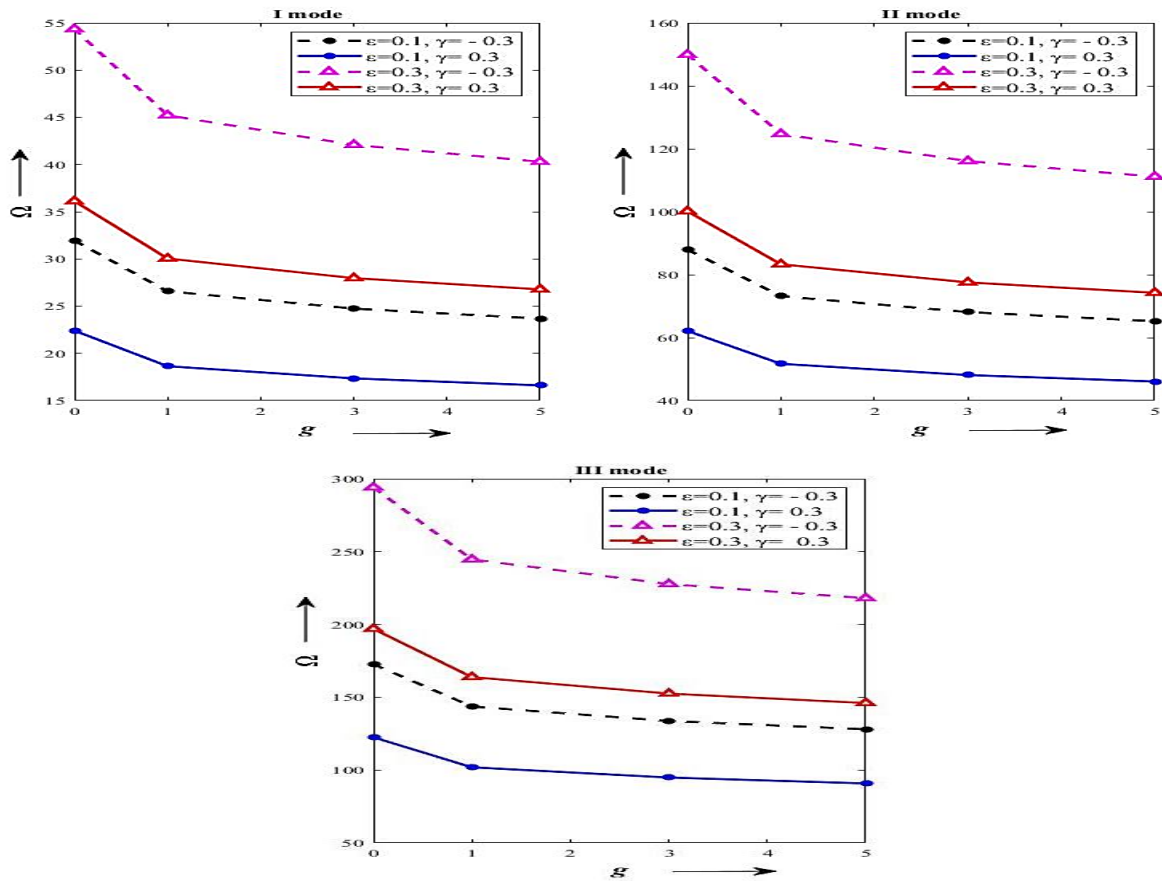 I mode
55
50
45
40
35
30
25
20
15
0
1
2
3
4
5
Ω
g
ε=0.1, γ= - 0.3
ε=0.1, γ= 0.3
ε=0.3, γ= - 0.3
ε=0.3, γ= 0.3
II mode
160
140
120
100
80
60
40
0
1
2
3
4
5
Ω
g
ε=0.1, γ= - 0.3
ε=0.1, γ= 0.3
ε=0.3, γ= - 0.3
ε=0.3, γ= 0.3
III mode
300
250
200
150
100
50
0
1
2
3
4
5
Ω
g
ε=0.1, γ= - 0.3
ε=0.1, γ= 0.3
ε=0.3, γ= - 0.3
ε=0.3, γ= 0.3